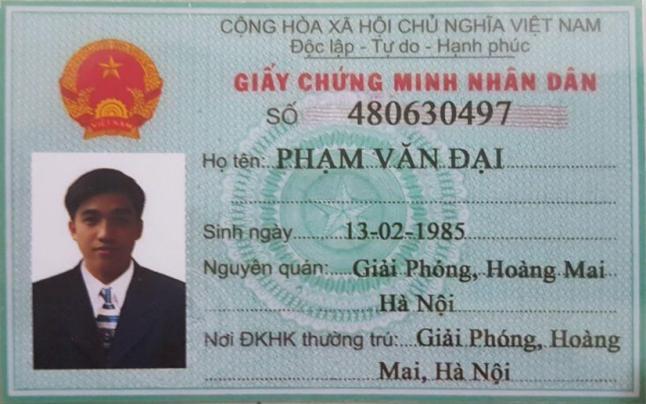 CỘNG HÒA XÃ HỘI CHỦ NGHĨA VIỆT NAM
Độc lập - Tự do - Hạnh phúc
GIẤY CHỨNG MINH NHÂN DÂN
SỐ 480630497
Họ tên: PHẠM VĂN ĐẠI
Sinh ngày 13-02-1985
Nguyên quán: Giải Phóng, Hoàng Mai
Hà Nội
Nơi ĐKHK thường trú: Giải Phóng, Hoàng
Mai, Hà Nội
VIỆT NAM